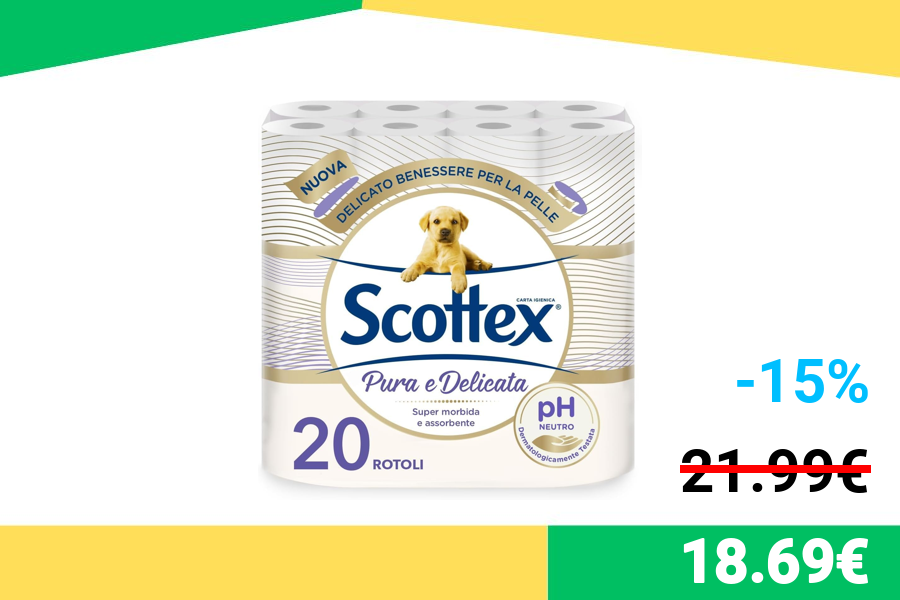 NUOVA
DELICATO BENESSERE PER LA PELLE
CARTA IGIENICA
Scottex®
Pura e Delicata
Super morbida
e assorbente
pH
NEUTRO
Dermatologicamente Testata
20 ROTOLI
-15%
21.99€
18.69€